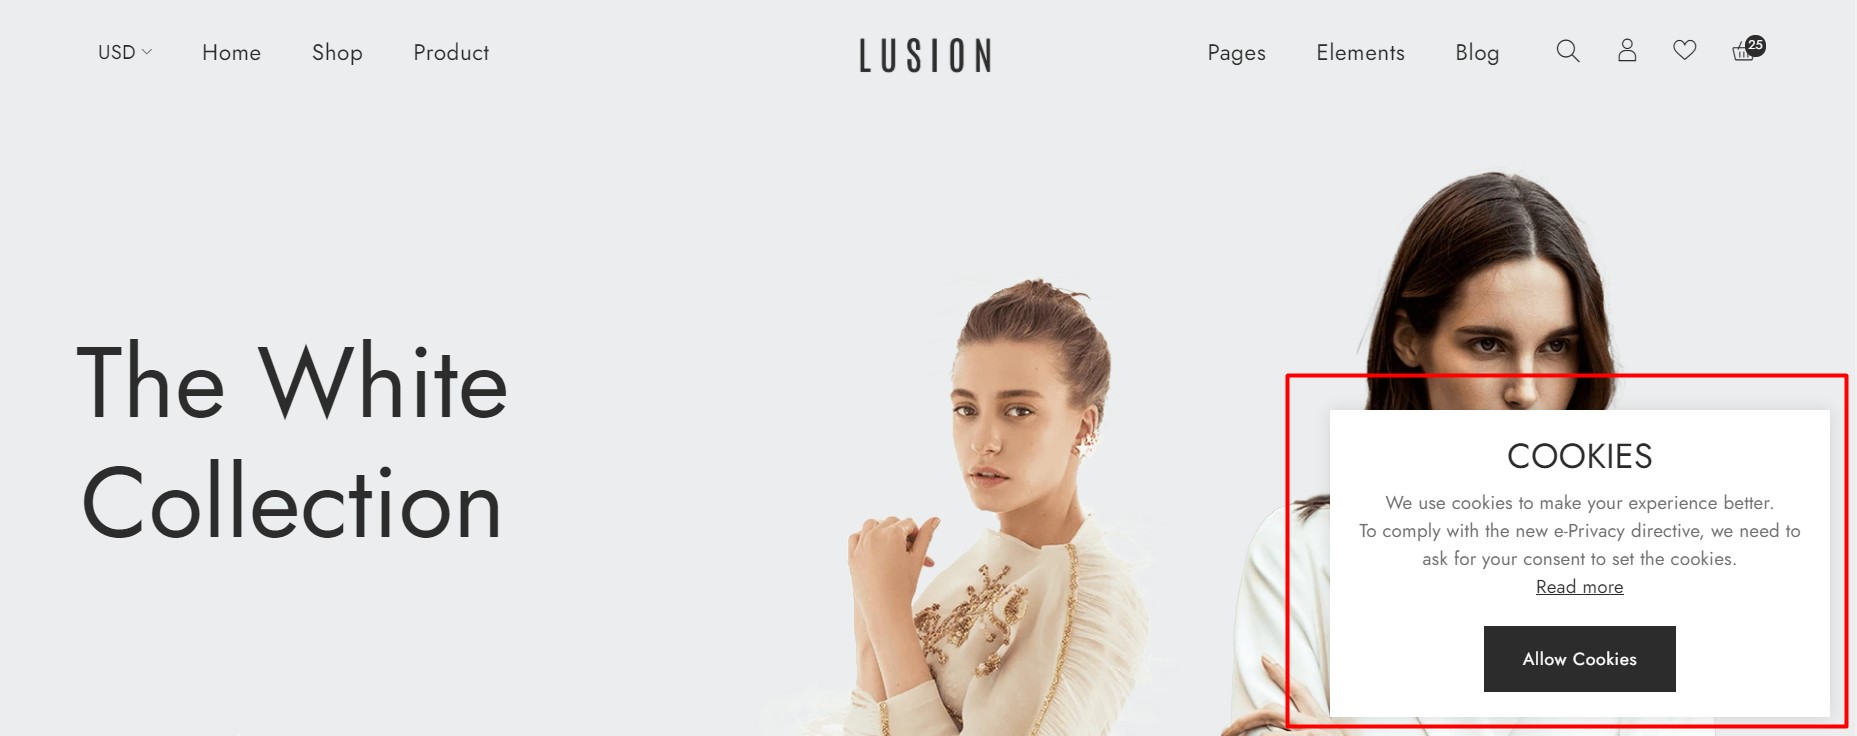 USD Home Shop Product LUSION Pages Elements Blog 25
The White
Collection
COOKIES
We use cookies to make your experience better.
To comply with the new e-Privacy directive, we need to
ask for your consent to set the cookies.
Read more
Allow Cookies